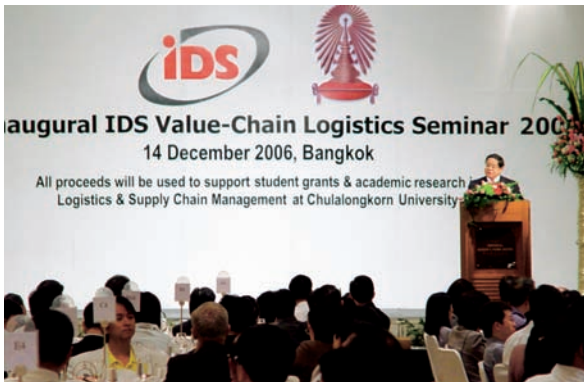 iDS
naugural IDS Value-Chain Logistics Seminar 200
14 December 2006, Bangkok
All proceeds will be used to support student grants & academic research i
Logistics & Supply Chain Management at Chulalongkorn University